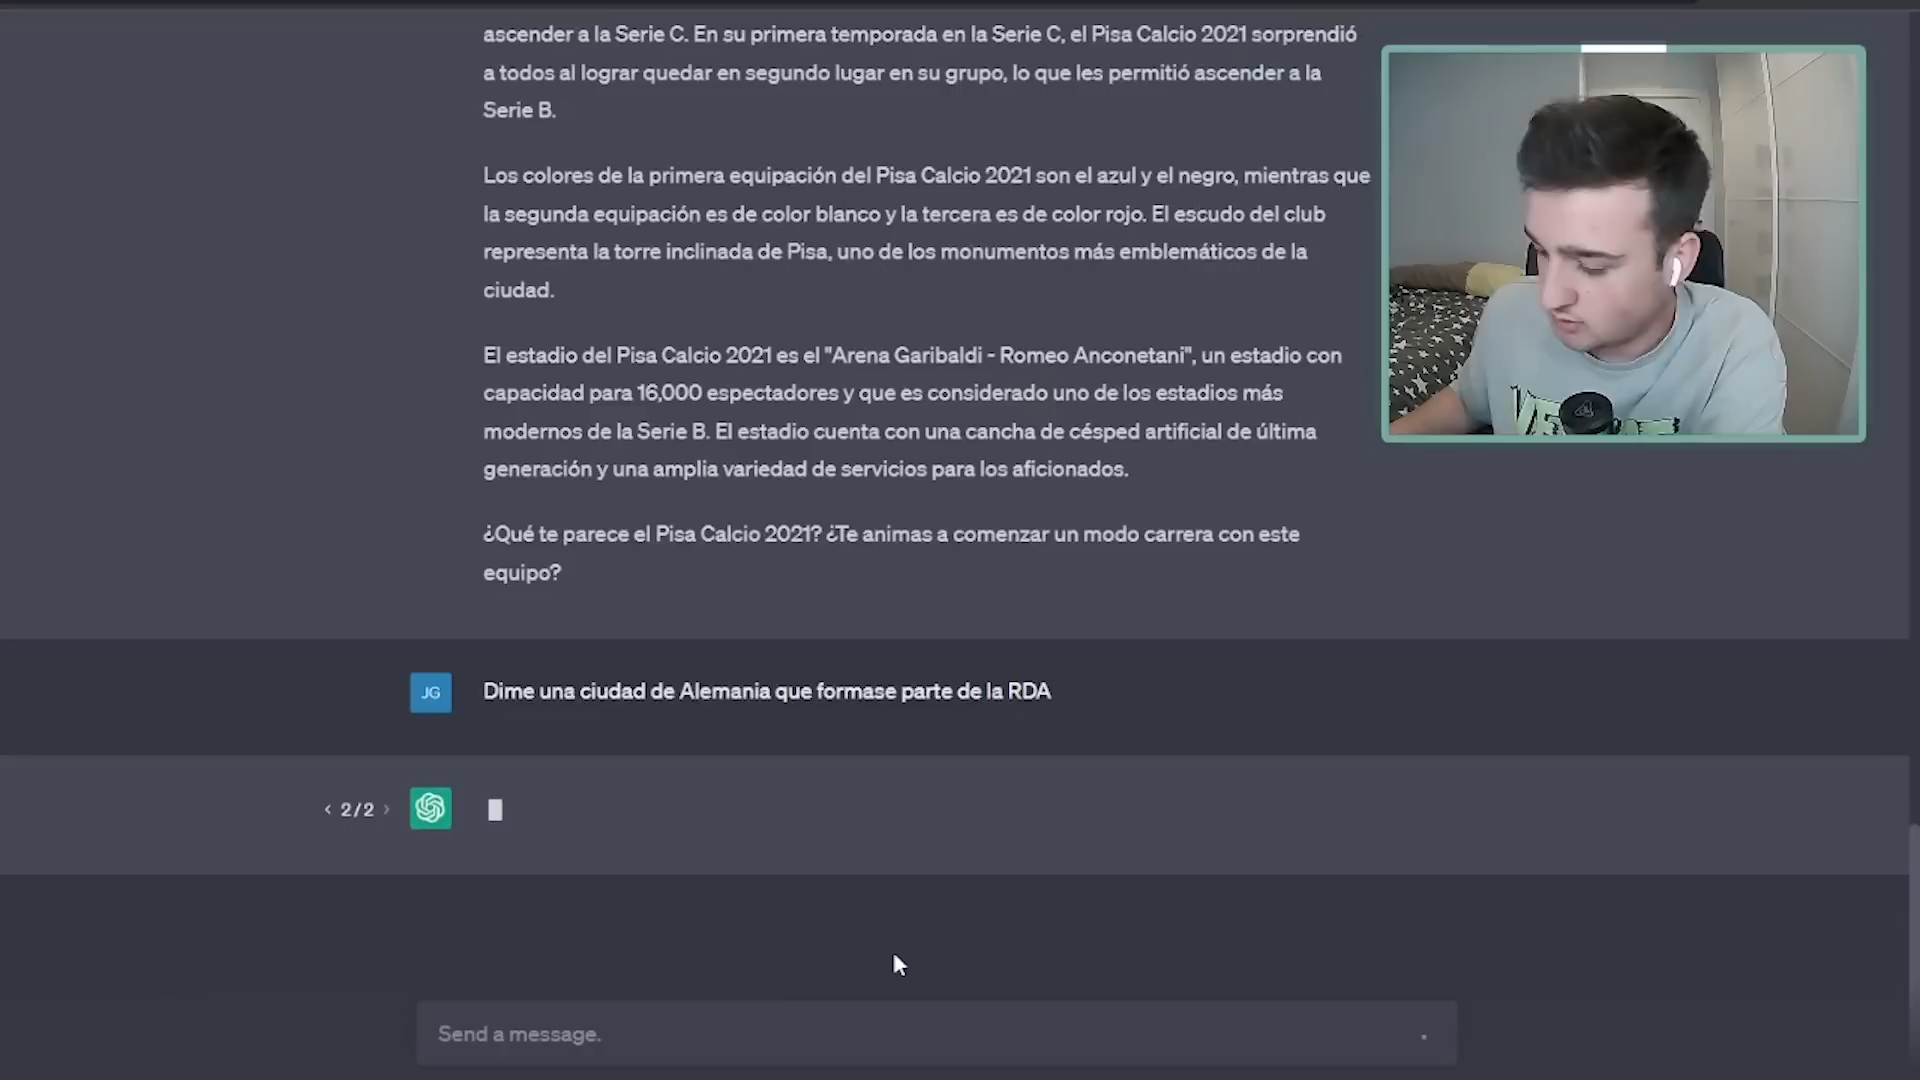 ascender a la Serie C. En su primera temporada en la Serie C, el Pisa Calcio 2021 sorprendió
a todos al lograr quedar en segundo lugar en su grupo, lo que les permitió ascender a la
Serie B.
Los colores de la primera equipación del Pisa Calcio 2021 son el azul y el negro, mientras que
la segunda equipación es de color blanco y la tercera es de color rojo. El escudo del club
representa la torre inclinada de Pisa, uno de los monumentos más emblemáticos de la
ciudad.
El estadio del Pisa Calcio 2021 es el "Arena Garibaldi - Romeo Anconetani", un estadio con
capacidad para 16,000 espectadores y que es considerado uno de los estadios más
modernos de la Serie B. El estadio cuenta con una cancha de césped artificial de última
generación y una amplia variedad de servicios para los aficionados.
¿Qué te parece el Pisa Calcio 2021? ¿Te animas a comenzar un modo carrera con este
equipo?
JG
Dime una ciudad de Alemania que formase parte de la RDA
< 2/2 >
Send a message.